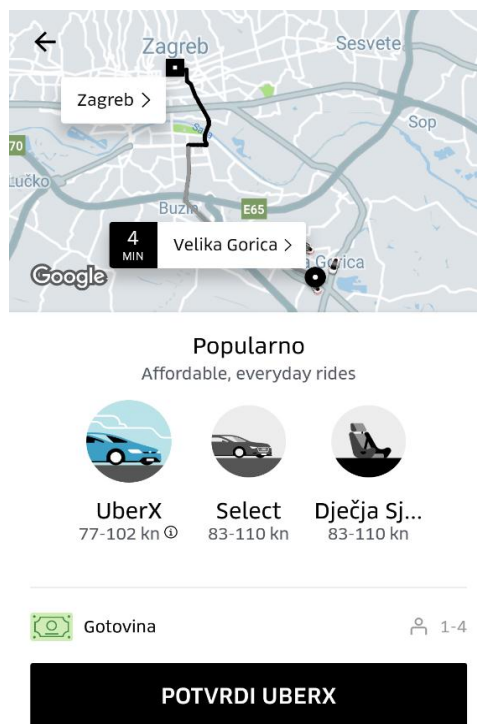 Zagreb
Sesvete
Zagreb >
Sop
70
Lučko
Buzin
E65
4
MIN
Velika Gorica >
Gorica
Google
Popularno
Affordable, everyday rides
UberX
Select
Dječja Sj...
77-102 kn
83-110 kn
83-110 kn
Gotovina
1-4
POTVRDI UBERX